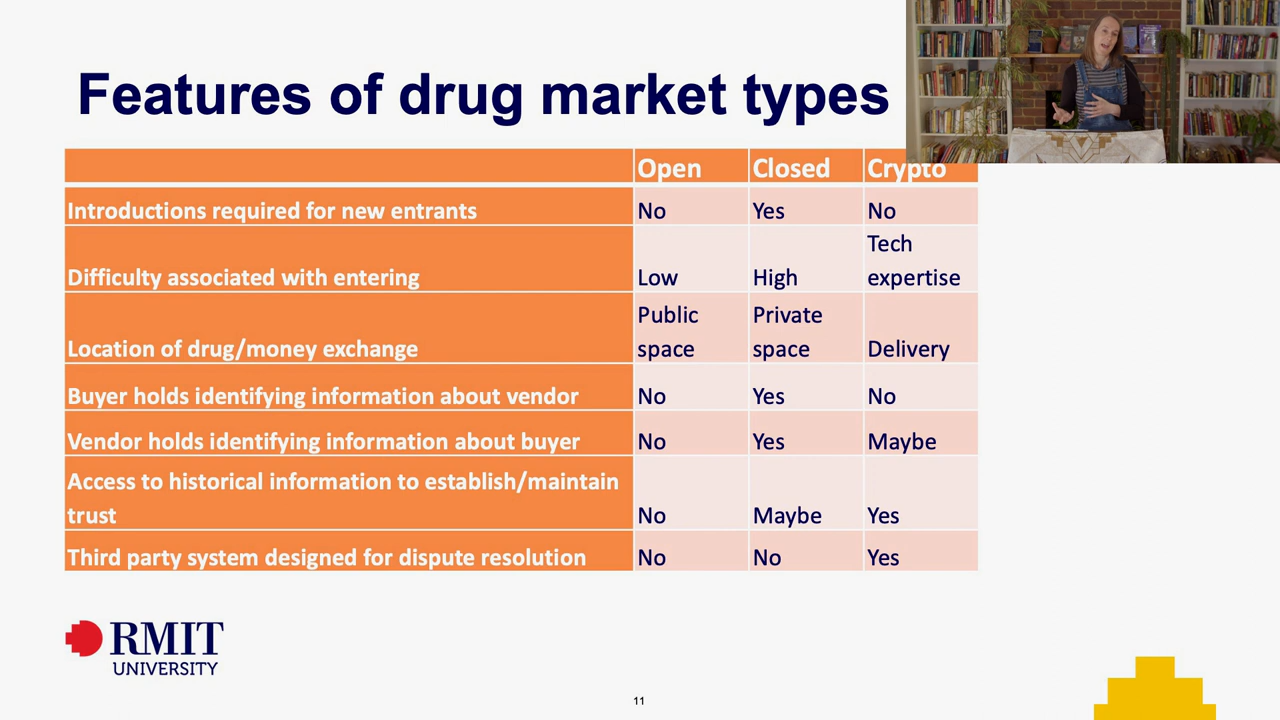 Features of drug market types
Open Closed Crypto
Introductions required for new entrants No Yes No
Tech
Difficulty associated with entering Low High expertise
Public Private
Location of drug/money exchange space space Delivery
Buyer holds identifying information about vendor No Yes No
Vendor holds identifying information about buyer No Yes Maybe
Access to historical information to establish/maintain
trust No Maybe Yes
Third party system designed for dispute resolution No No Yes
RMIT
UNIVERSITY
11